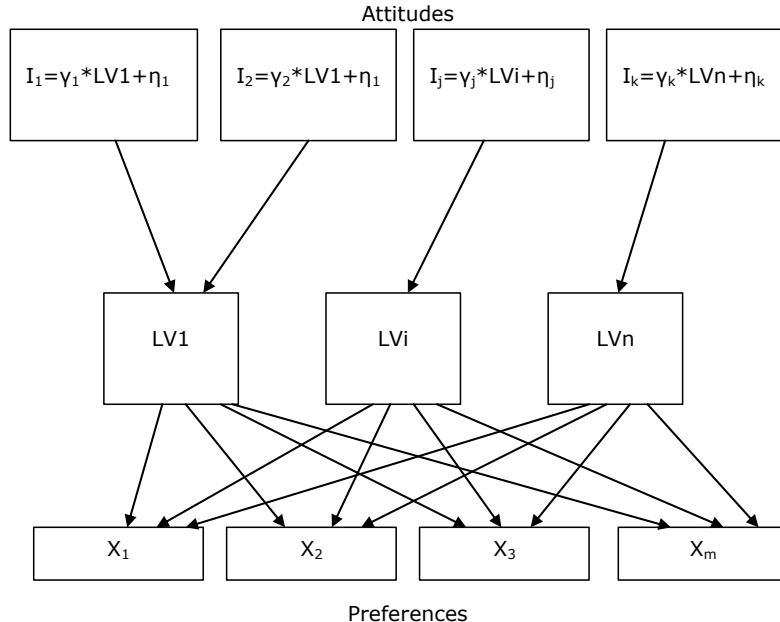 Attitudes
I₁=γ₁*LV1+η₁
I₂=γ₂*LV1+η₁
Iⱼ=γⱼ*LVi+ηⱼ
Iₖ=γₖ*LVn+ηₖ
LV1
LVi
LVn
X₁
X₂
X₃
Xₘ
Preferences